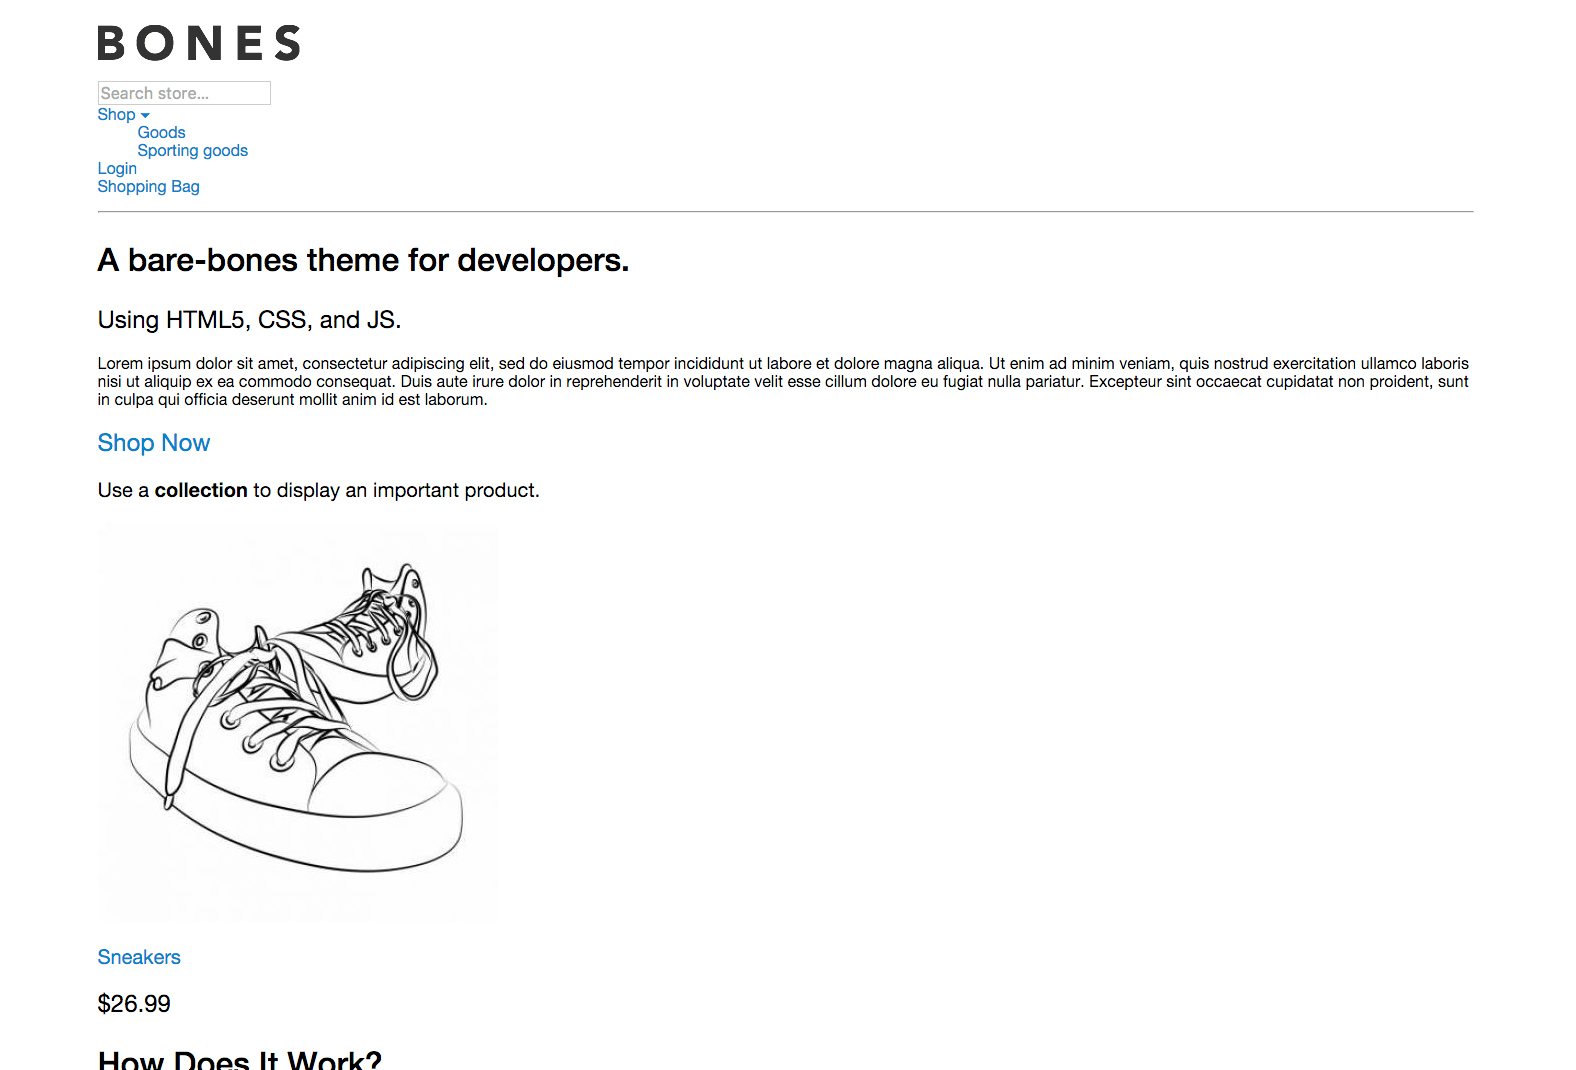 BONES
Search store...
Shop
Goods
Sporting goods
Login
Shopping Bag
A bare-bones theme for developers.
Using HTML5, CSS, and JS.
Lorem ipsum dolor sit amet, consectetur adipiscing elit, sed do eiusmod tempor incididunt ut labore et dolore magna aliqua. Ut enim ad minim veniam, quis nostrud exercitation ullamco laboris
nisi ut aliquip ex ea commodo consequat. Duis aute irure dolor in reprehenderit in voluptate velit esse cillum dolore eu fugiat nulla pariatur. Excepteur sint occaecat cupidatat non proident, sunt
in culpa qui officia deserunt mollit anim id est laborum.
Shop Now
Use a collection to display an important product.
Sneakers
$26.99
How Does It Work?